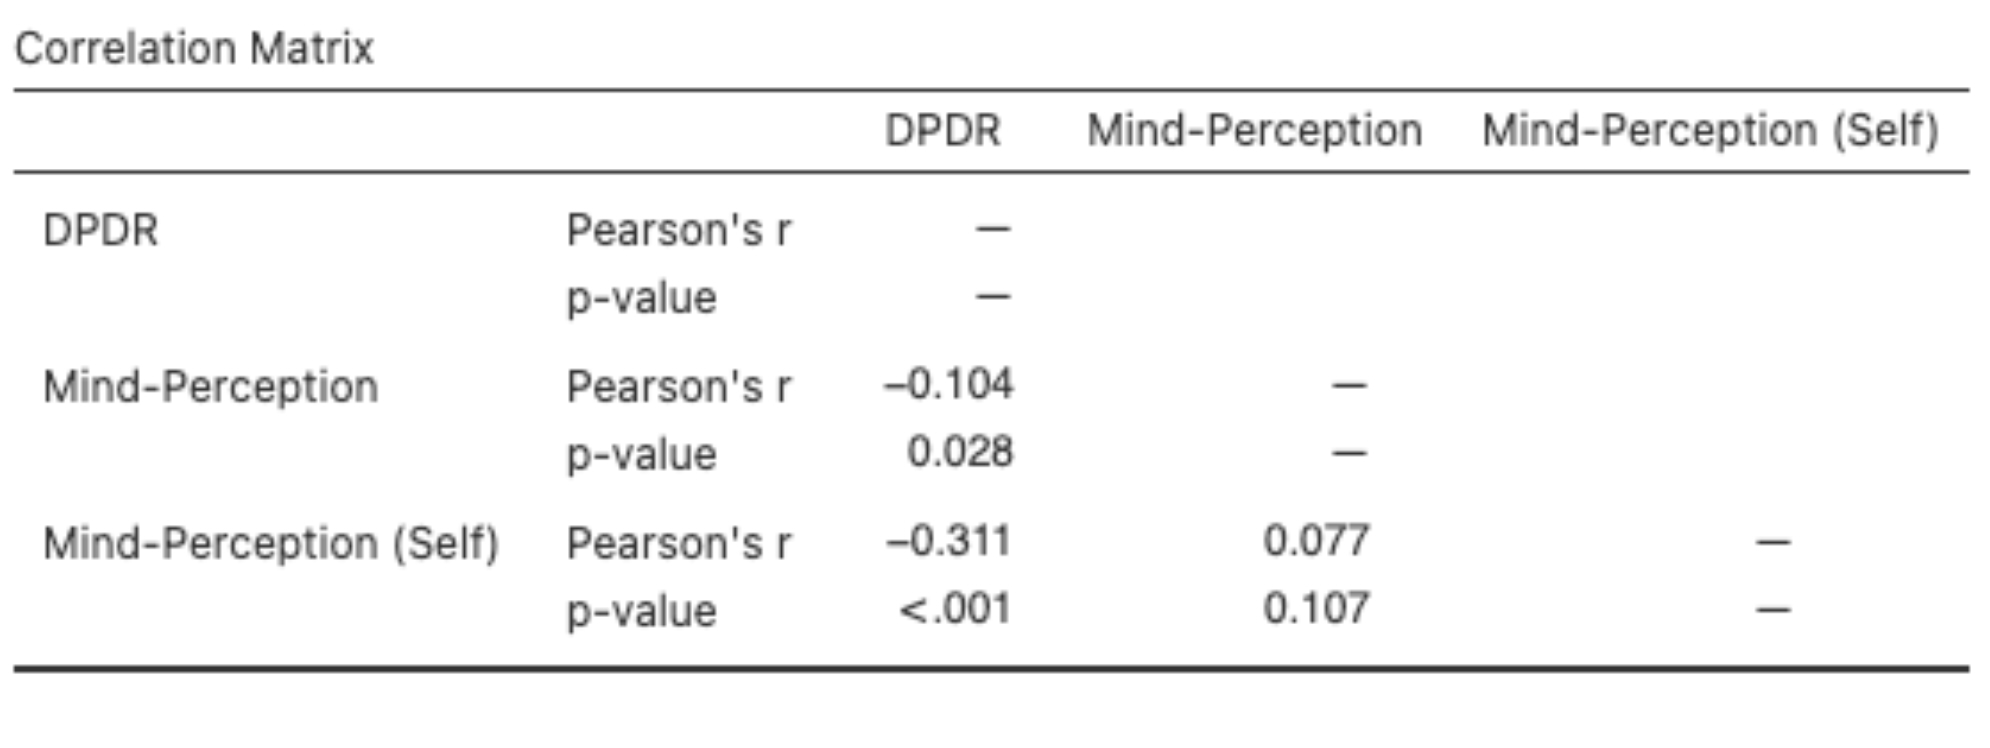 Correlation Matrix
DPDR Mind-Perception Mind-Perception (Self)
DPDR Pearson's r —
p-value —
Mind-Perception Pearson's r –0.104 —
p-value 0.028 —
Mind-Perception (Self) Pearson's r –0.311 0.077 —
p-value <.001 0.107 —